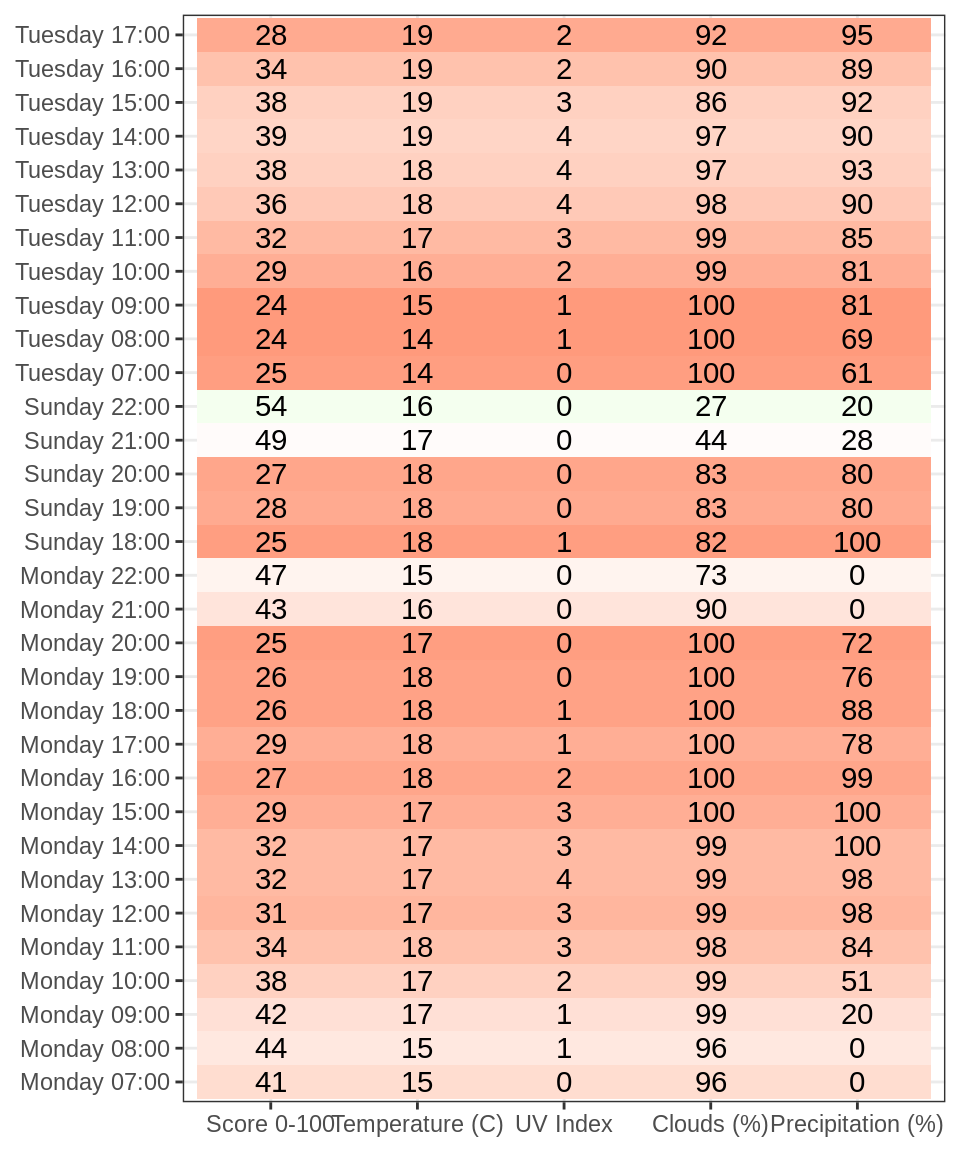 Tuesday 17:00 28 19 2 92 95
Tuesday 16:00 34 19 2 90 89
Tuesday 15:00 38 19 3 86 92
Tuesday 14:00 39 19 4 97 90
Tuesday 13:00 38 18 4 97 93
Tuesday 12:00 36 18 4 98 90
Tuesday 11:00 32 17 3 99 85
Tuesday 10:00 29 16 2 99 81
Tuesday 09:00 24 15 1 100 81
Tuesday 08:00 24 14 1 100 69
Tuesday 07:00 25 14 0 100 61
Sunday 22:00 54 16 0 27 20
Sunday 21:00 49 17 0 44 28
Sunday 20:00 27 18 0 83 80
Sunday 19:00 28 18 0 83 80
Sunday 18:00 25 18 1 82 100
Monday 22:00 47 15 0 73 0
Monday 21:00 43 16 0 90 0
Monday 20:00 25 17 0 100 72
Monday 19:00 26 18 0 100 76
Monday 18:00 26 18 1 100 88
Monday 17:00 29 18 1 100 78
Monday 16:00 27 18 2 100 99
Monday 15:00 29 17 3 100 100
Monday 14:00 32 17 3 99 100
Monday 13:00 32 17 4 99 98
Monday 12:00 31 17 3 99 98
Monday 11:00 34 18 3 98 84
Monday 10:00 38 17 2 99 51
Monday 09:00 42 17 1 99 20
Monday 08:00 44 15 1 96 0
Monday 07:00 41 15 0 96 0
Score 0-100 Temperature (C) UV Index Clouds (%) Precipitation (%)